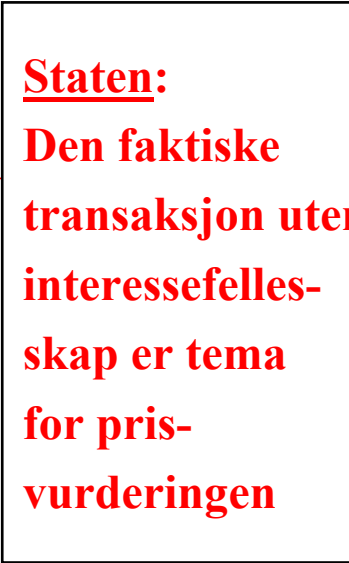 Staten:
Den faktiske
transaksjon uten
interessefelles-
skap er tema
for pris-
vurderingen